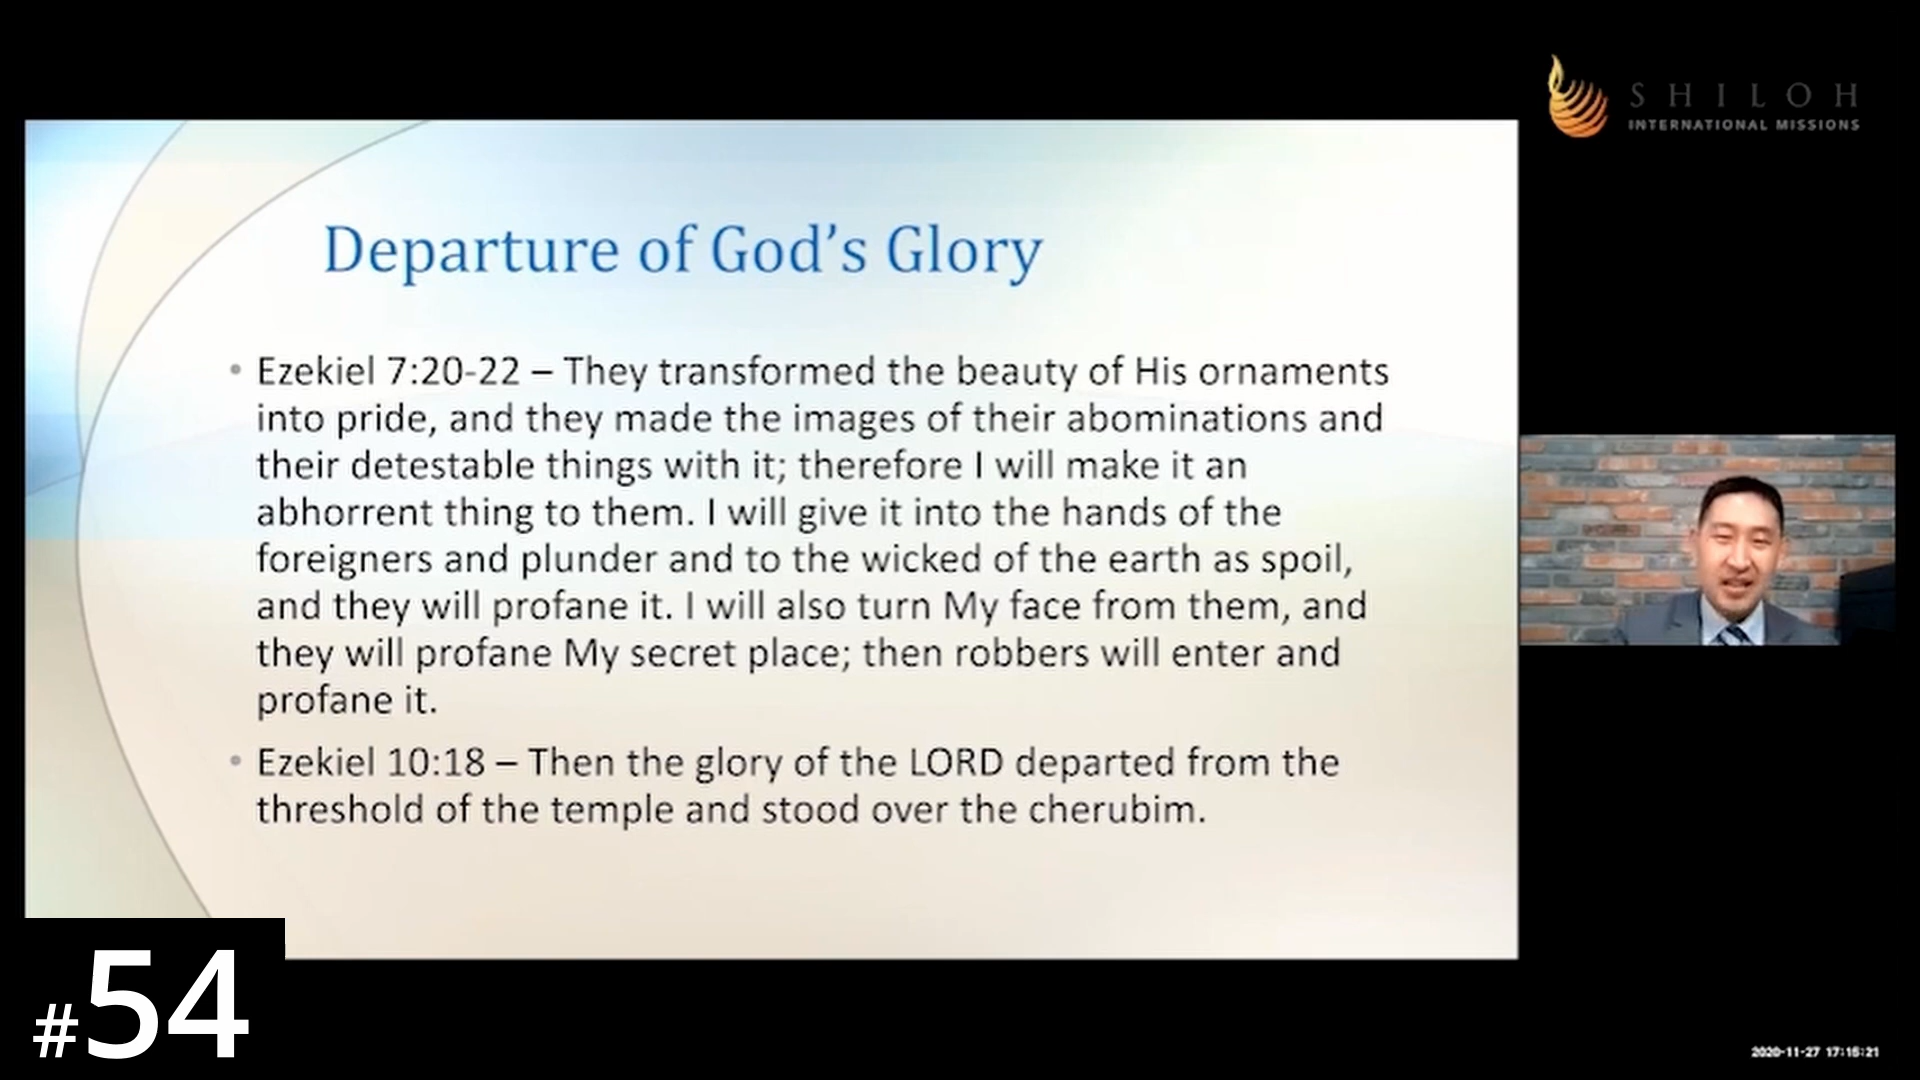 SHILOH
INTERNATIONAL MISSIONS
Departure of God’s Glory
• Ezekiel 7:20-22 – They transformed the beauty of His ornaments
into pride, and they made the images of their abominations and
their detestable things with it; therefore I will make it an
abhorrent thing to them. I will give it into the hands of the
foreigners and plunder and to the wicked of the earth as spoil,
and they will profane it. I will also turn My face from them, and
they will profane My secret place; then robbers will enter and
profane it.
• Ezekiel 10:18 – Then the glory of the LORD departed from the
threshold of the temple and stood over the cherubim.
#54
2020-11-27 17:15:21